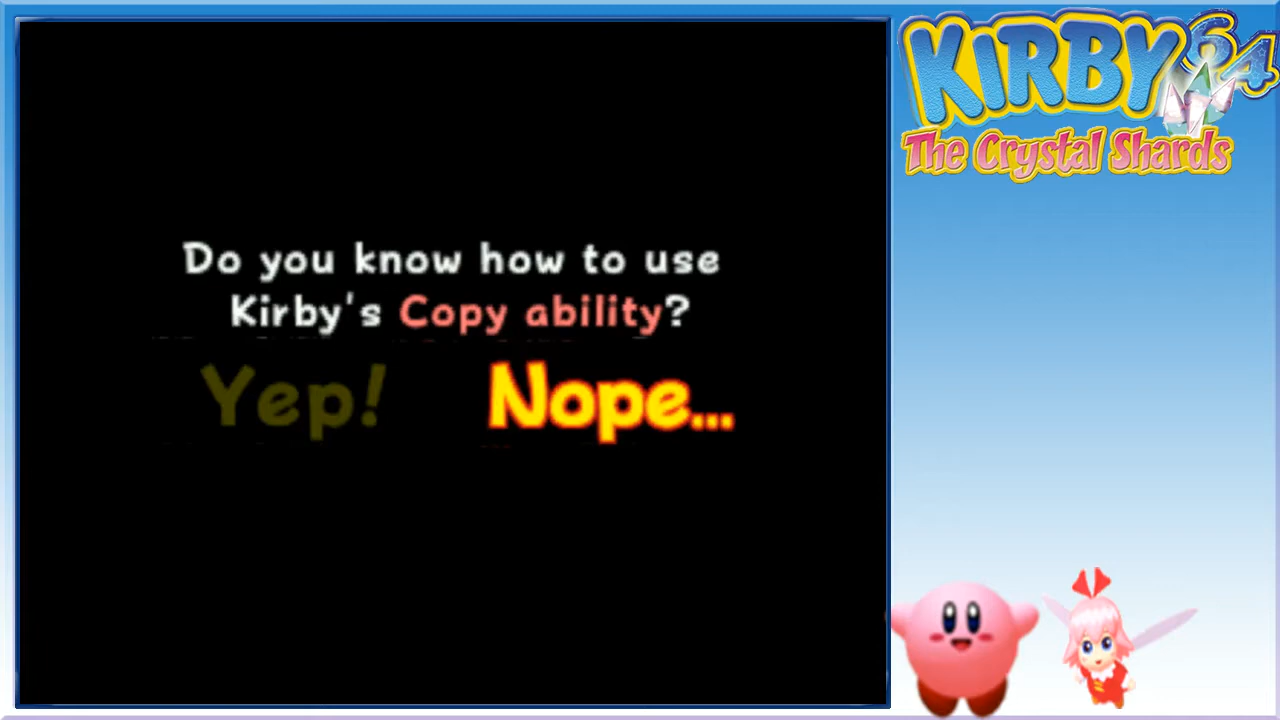 Do you know how to use
Kirby's Copy ability?
Yep! Nope...
KIRBY 64
The Crystal Shards